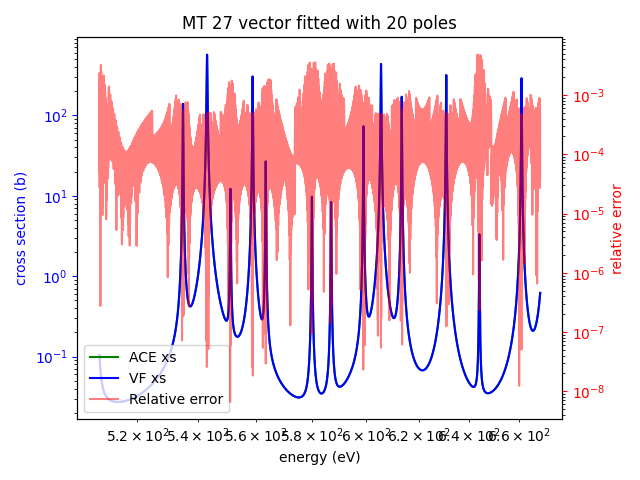 MT 27 vector fitted with 20 poles
cross section (b)
10²
10¹
10⁰
10⁻¹
10⁻³
10⁻⁴
10⁻⁵
10⁻⁶
10⁻⁷
10⁻⁸
relative error
ACE xs
VF xs
Relative error
5.2 × 10² 5.4 × 10² 5.6 × 10² 5.8 × 10² 6 × 10² 6.2 × 10² 6.4 × 10² 6.6 × 10²
energy (eV)